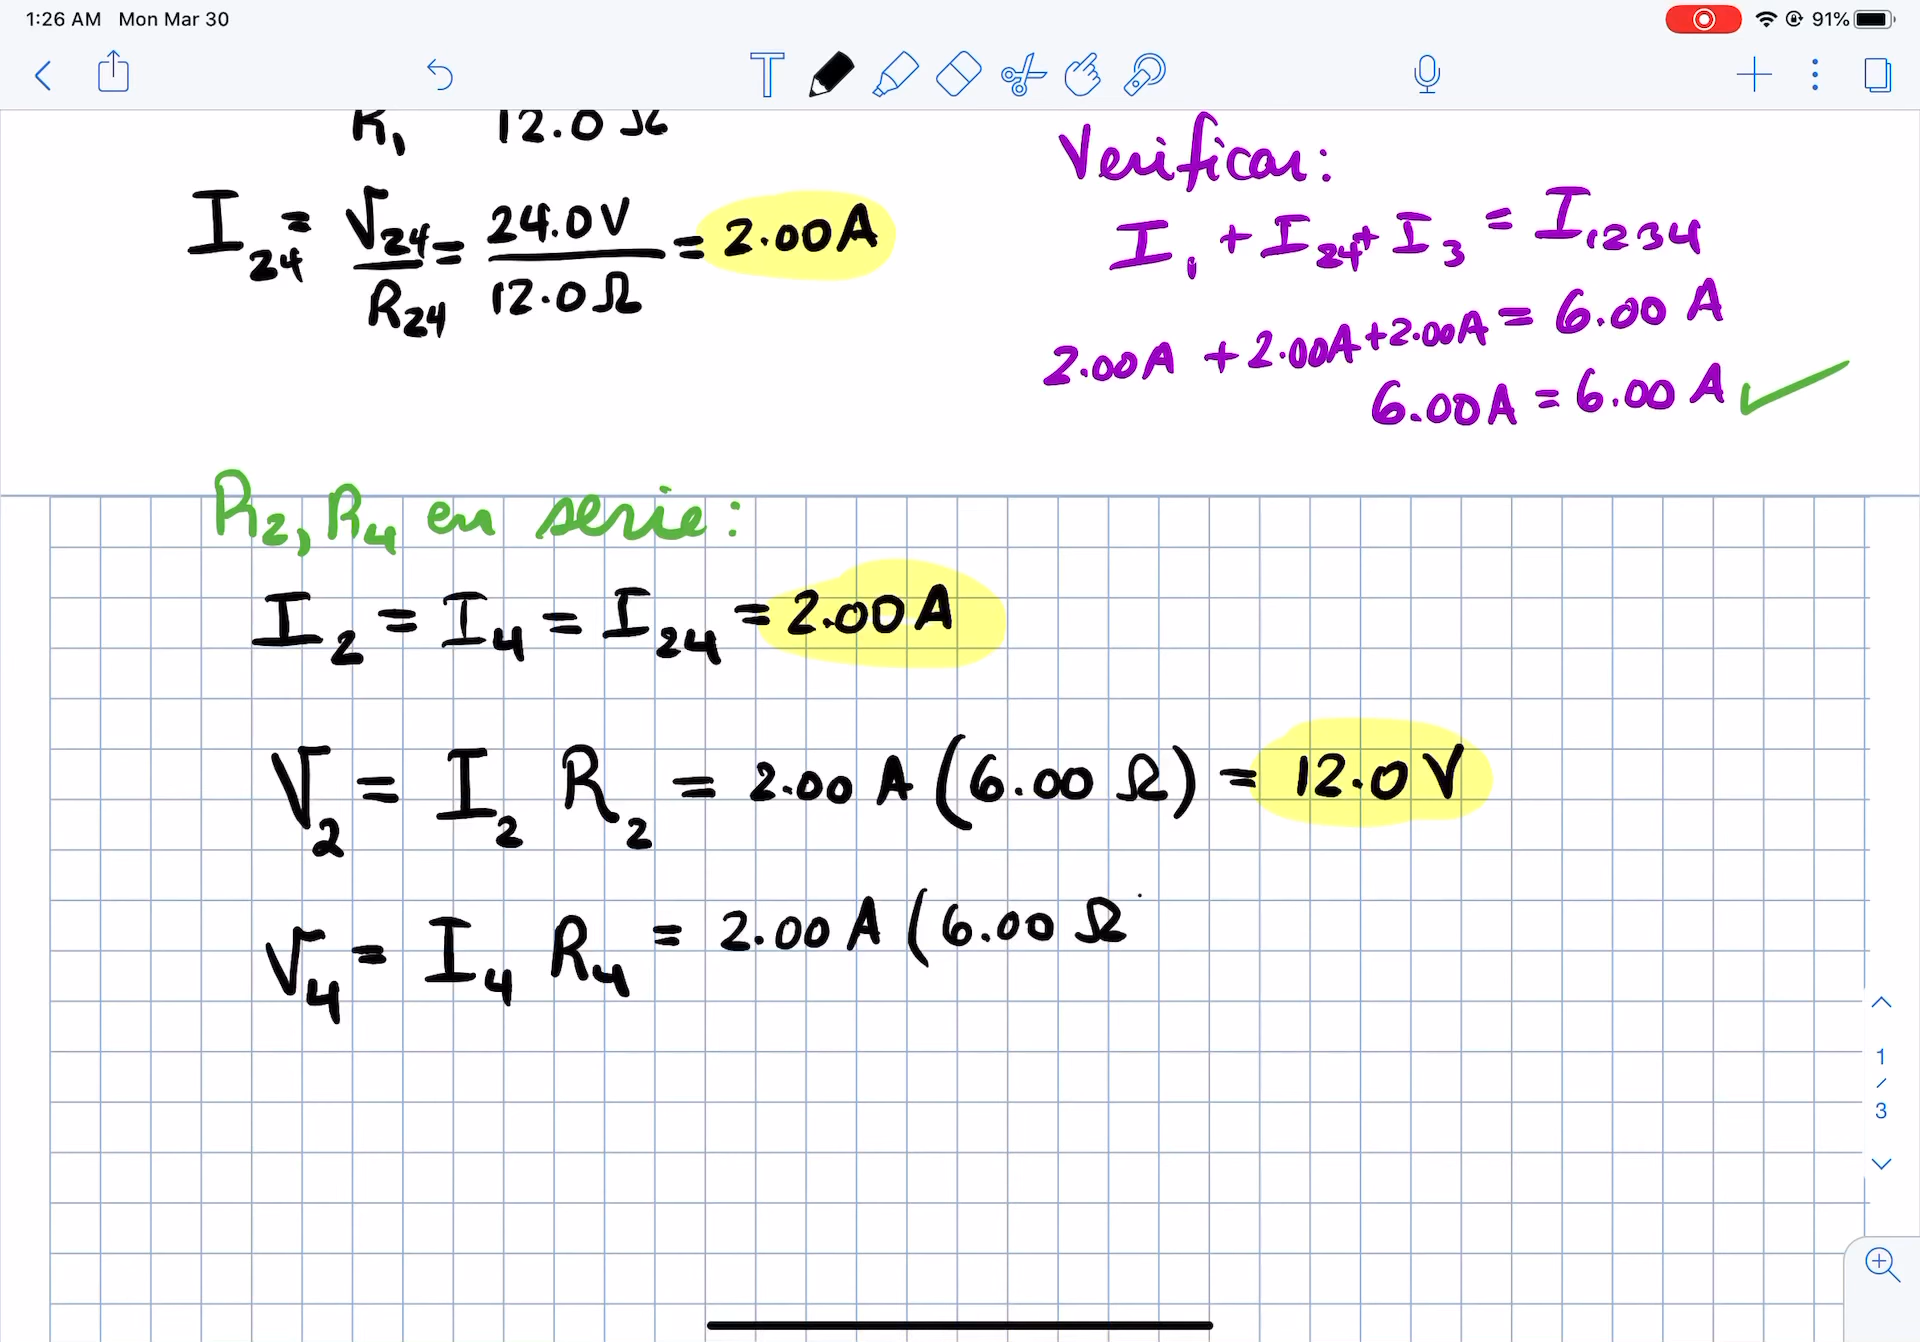 1:26 AM Mon Mar 30
91%
R₁ 12.0 Ω
I₂₄ = V₂₄/R₂₄ = 24.0V/12.0Ω = 2.00A
Verificar:
I₁ + I₂₄ + I₃ = I₁₂₃₄
2.00A + 2.00A + 2.00A = 6.00 A
6.00A = 6.00 A ✓
R₂, R₄ en serie:
I₂ = I₄ = I₂₄ = 2.00A
V₂ = I₂ R₂ = 2.00 A (6.00 Ω) = 12.0 V
V₄ = I₄ R₄ = 2.00 A (6.00 Ω
1
/
3